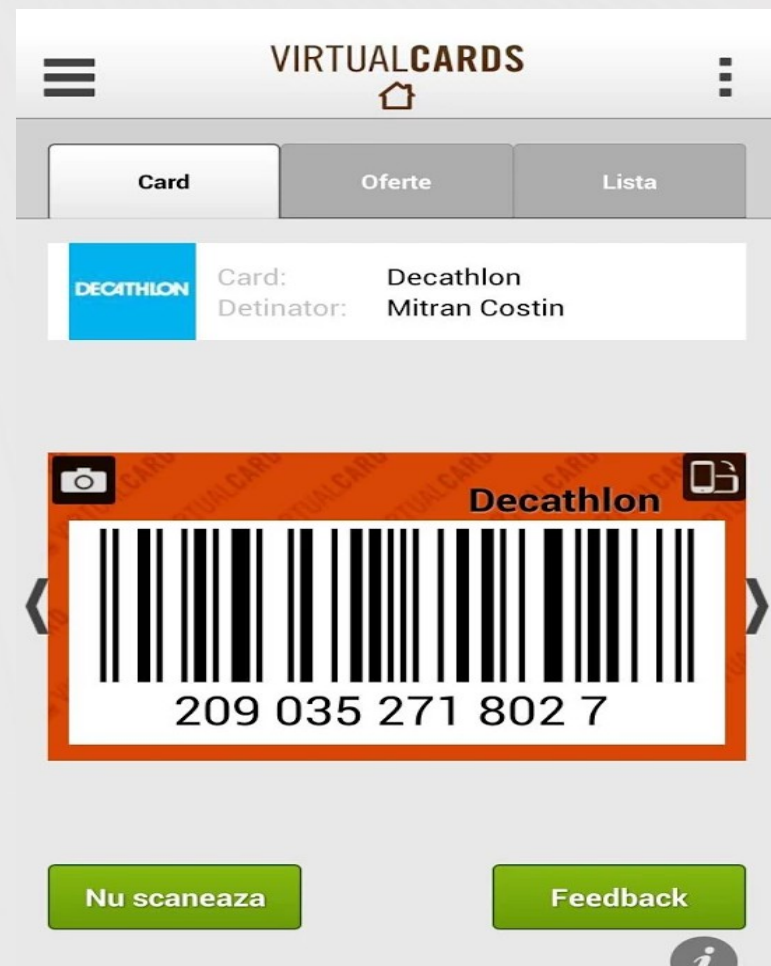 VIRTUALCARDS
Card Oferte Lista
DECATHLON
Card: Decathlon
Detinator: Mitran Costin
Decathlon
209 035 271 802 7
Nu scaneaza Feedback
i